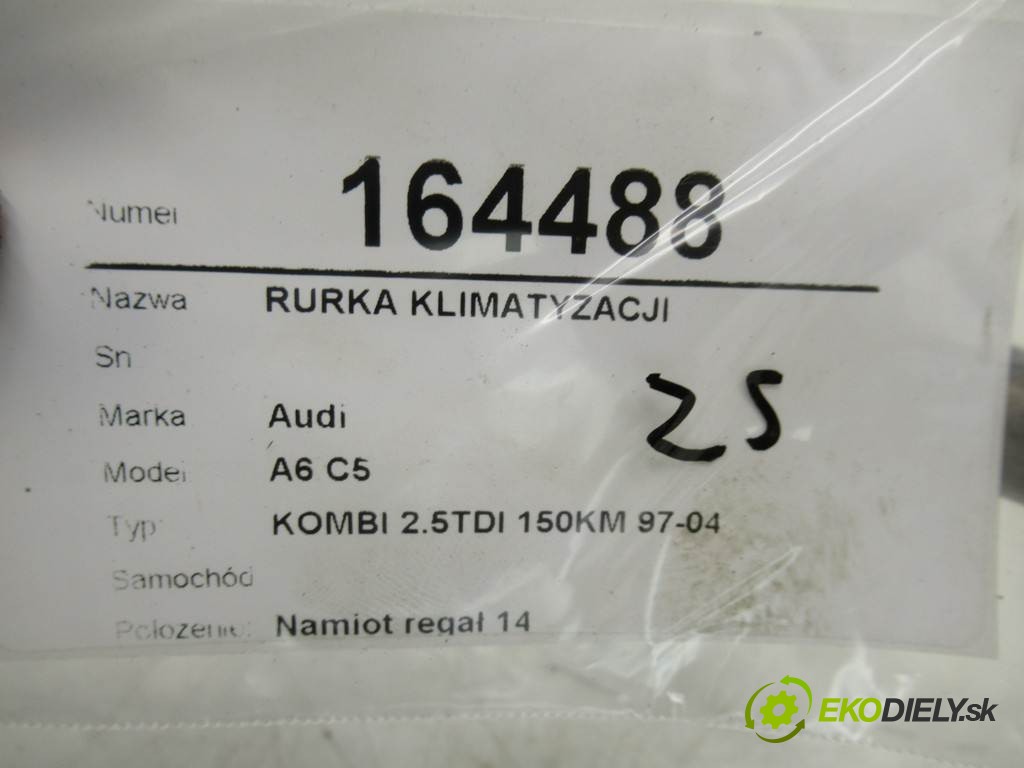 Numer 164488
Nazwa RURKA KLIMATYZACJI
Sn
Marka Audi
25
Model A6 C5
Typ: KOMBI 2.5TDI 150KM 97-04
Samochód
Położenie: Namiot regał 14
EKODIELY.sk